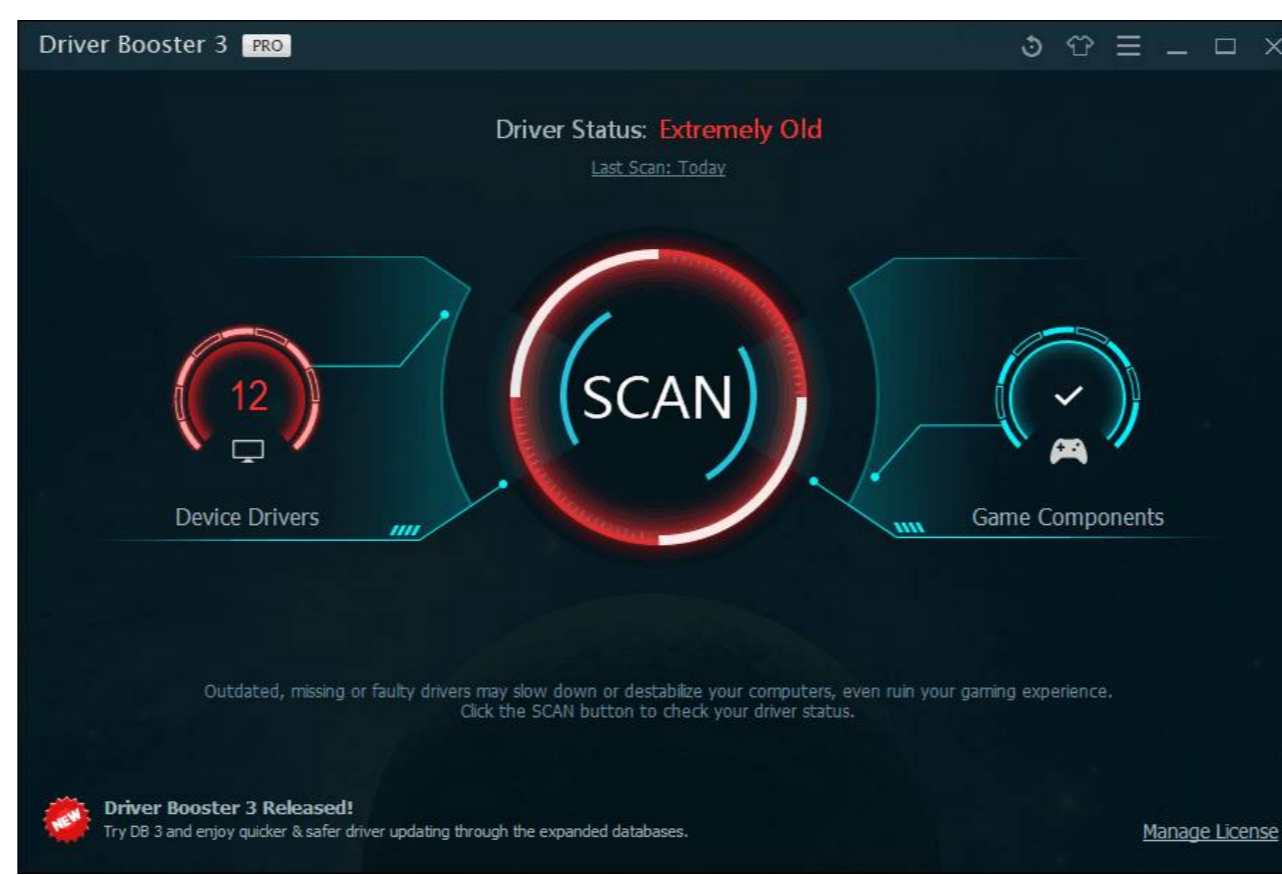 Driver Booster 3 PRO
Driver Status: Extremely Old
Last Scan: Today
12
SCAN
Device Drivers
Game Components
Outdated, missing or faulty drivers may slow down or destabilize your computers, even ruin your gaming experience.
Click the SCAN button to check your driver status.
NEW
Driver Booster 3 Released!
Try DB 3 and enjoy quicker & safer driver updating through the expanded databases.
Manage License